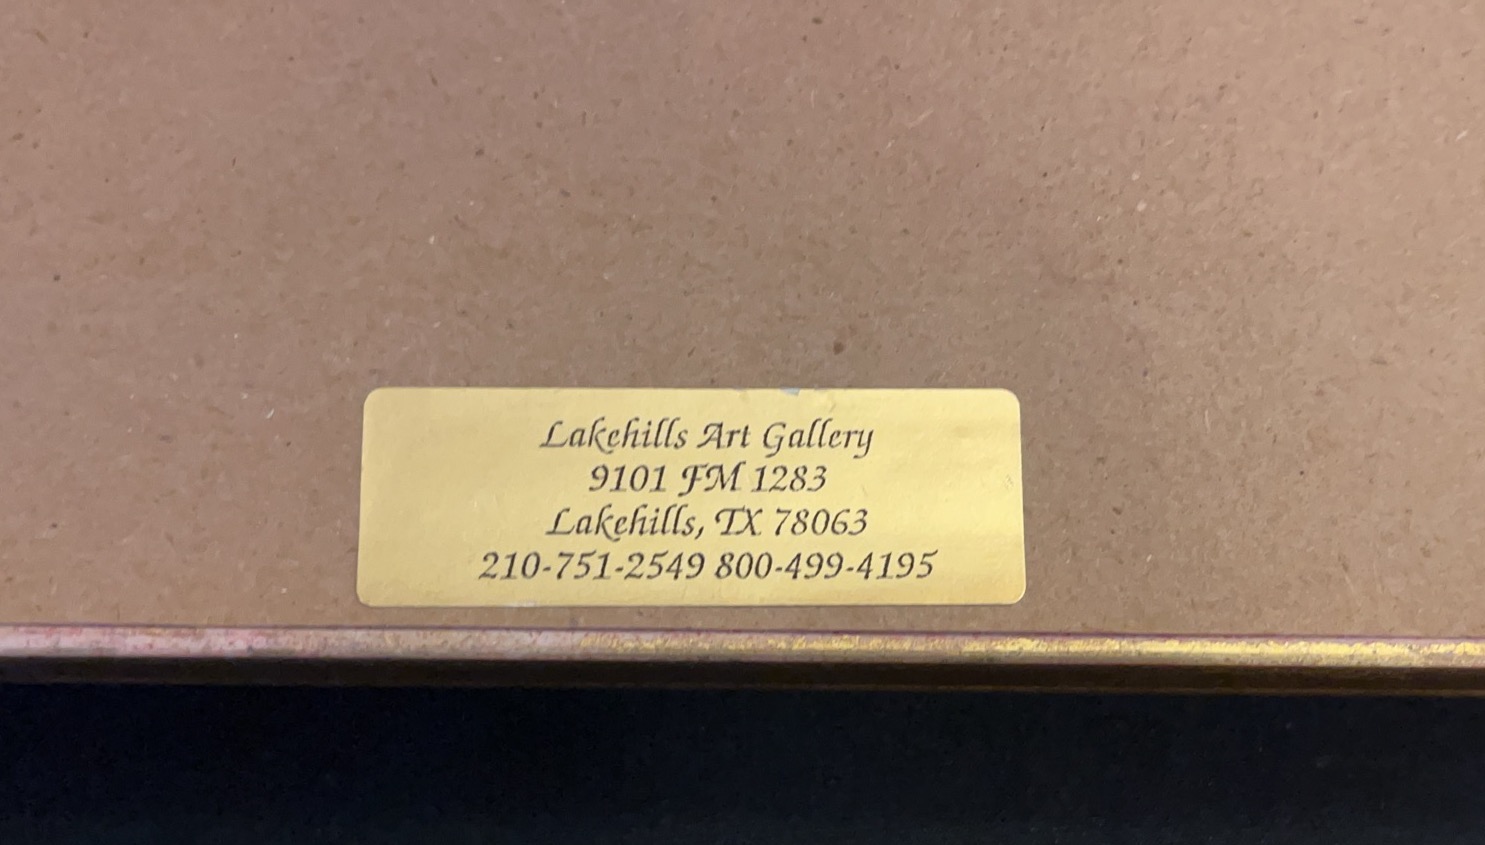 Lakehills Art Gallery
9101 FM 1283
Lakehills, TX 78063
210-751-2549 800-499-4195